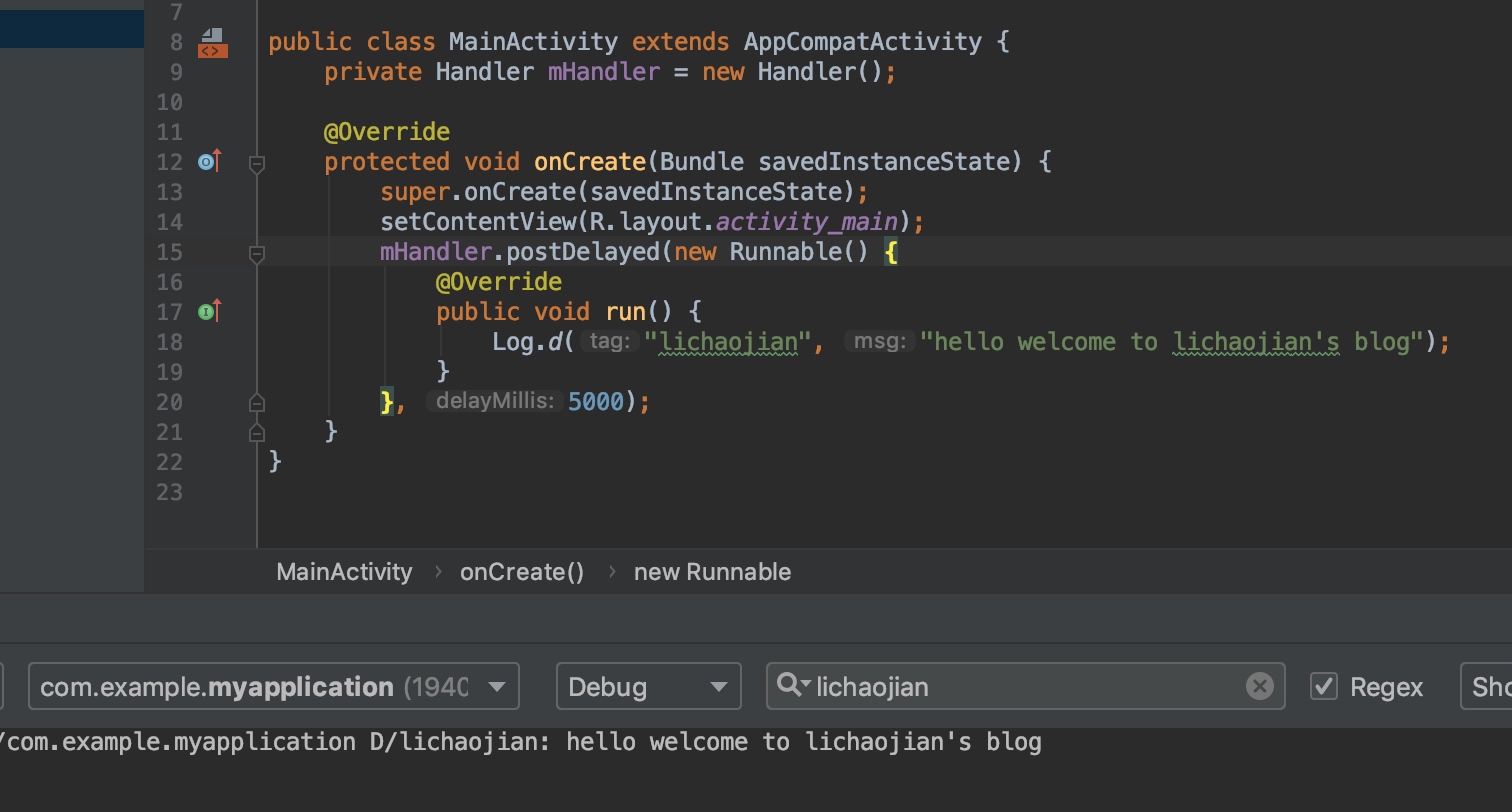 7
8 public class MainActivity extends AppCompatActivity {
9 private Handler mHandler = new Handler();
10
11 @Override
12 protected void onCreate(Bundle savedInstanceState) {
13 super.onCreate(savedInstanceState);
14 setContentView(R.layout.activity_main);
15 mHandler.postDelayed(new Runnable() {
16 @Override
17 public void run() {
18 Log.d( tag: "lichaojian", msg: "hello welcome to lichaojian's blog");
19 }
20 }, delayMillis: 5000);
21 }
22 }
23
MainActivity › onCreate() › new Runnable
com.example.myapplication (1940 Debug lichaojian Regex Sho
/com.example.myapplication D/lichaojian: hello welcome to lichaojian's blog